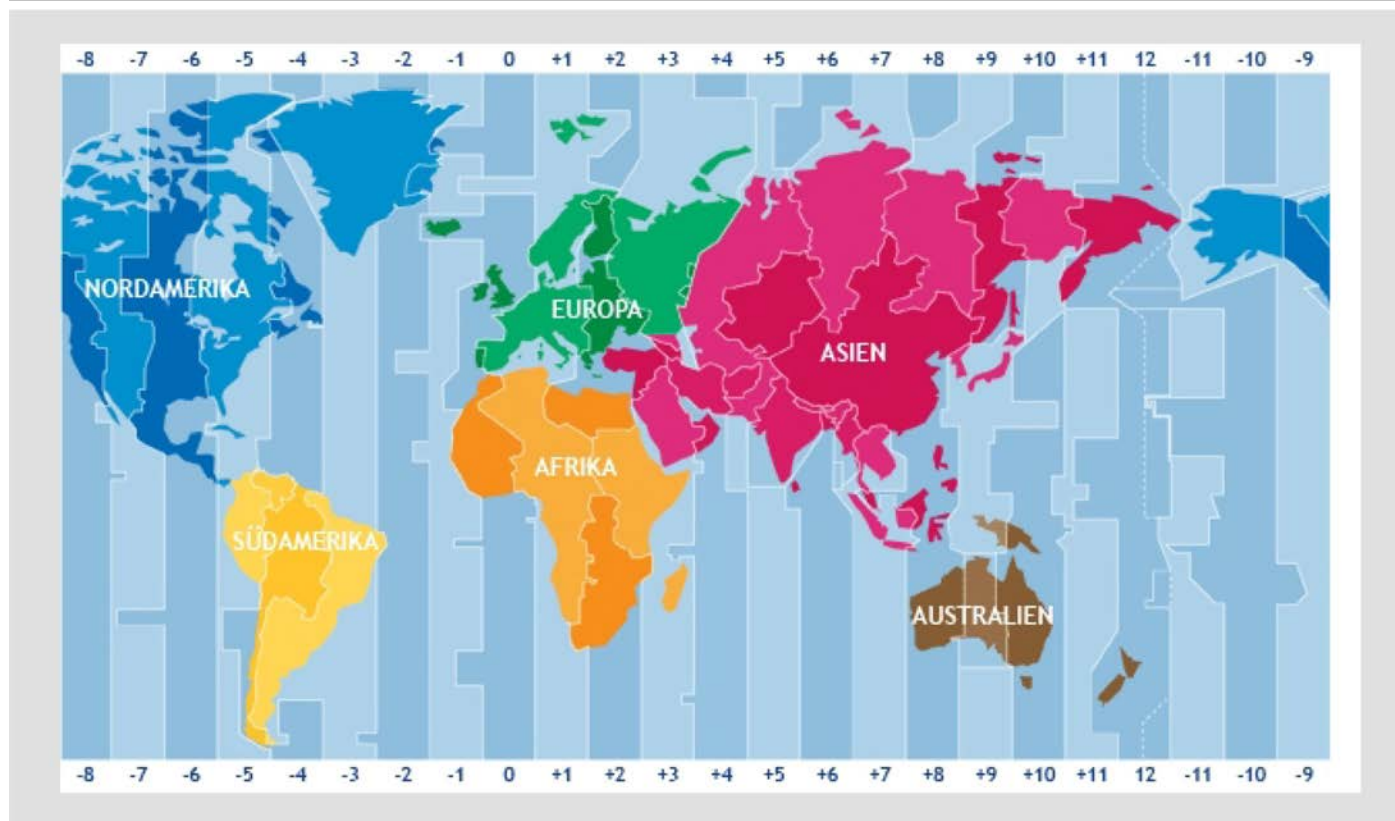 -8 -7 -6 -5 -4 -3 -2 -1 0 +1 +2 +3 +4 +5 +6 +7 +8 +9 +10 +11 12 -11 -10 -9
NORDAMERIKA
EUROPA
ASIEN
AFRIKA
SÜDAMERIKA
AUSTRALIEN
-8 -7 -6 -5 -4 -3 -2 -1 0 +1 +2 +3 +4 +5 +6 +7 +8 +9 +10 +11 12 -11 -10 -9